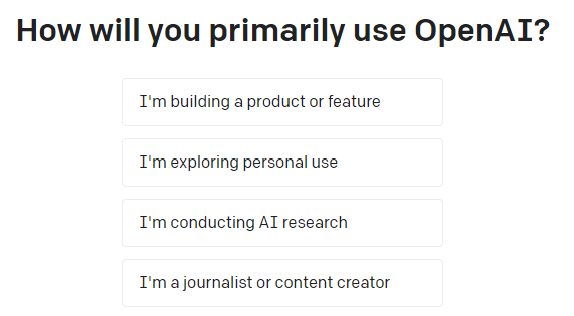 How will you primarily use OpenAI?
I'm building a product or feature
I'm exploring personal use
I'm conducting AI research
I'm a journalist or content creator